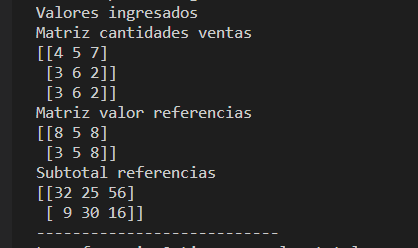 Valores ingresados
Matriz cantidades ventas
[[4 5 7]
 [3 6 2]]
 [3 6 2]]
Matriz valor referencias
[[8 5 8]
 [3 5 8]]
Subtotal referencias
[[32 25 56]
 [ 9 30 16]]
---------------------------